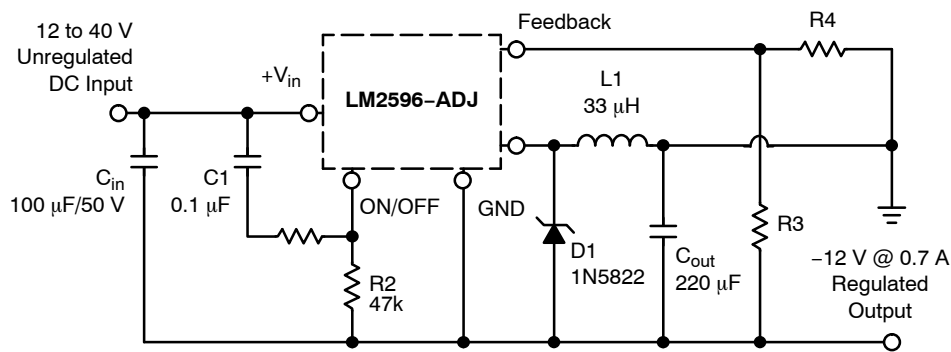 12 to 40 V
Unregulated
DC Input
+Vin
LM2596−ADJ
Feedback
R4
L1
33 μH
Cin
100 μF/50 V
C1
0.1 μF
ON/OFF
GND
R2
47k
D1
1N5822
Cout
220 μF
R3
−12 V @ 0.7 A
Regulated
Output